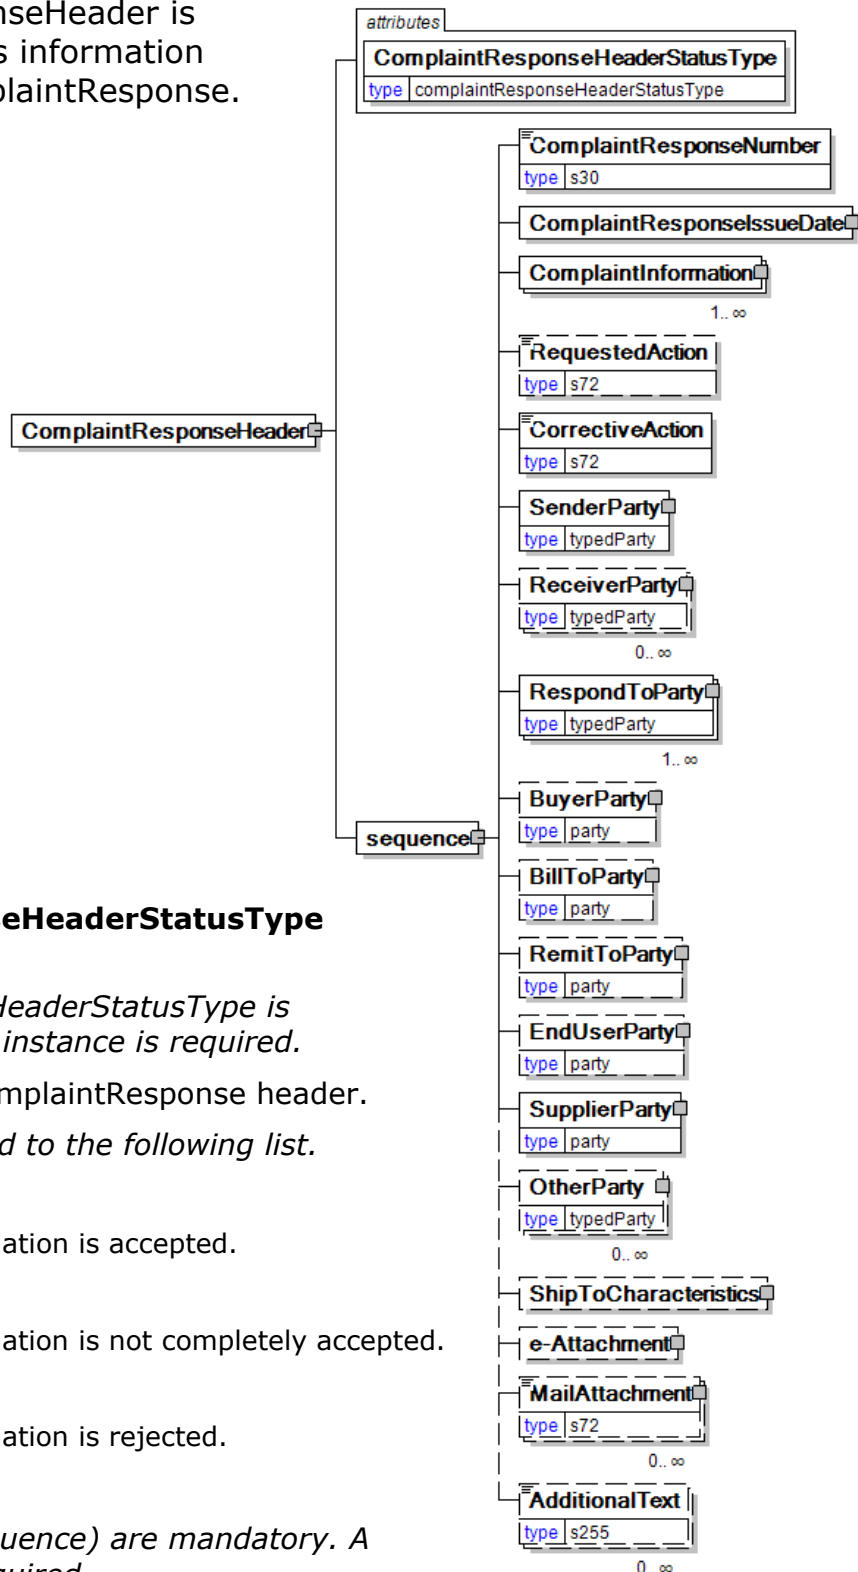 nseHeader is
s information
plaintResponse.
attributes
ComplaintResponseHeaderStatusType
type complaintResponseHeaderStatusType
ComplaintResponseNumber
type s30
ComplaintResponseIssueDate
ComplaintInformation
1..∞
RequestedAction
type s72
ComplaintResponseHeader
CorrectiveAction
type s72
SenderParty
type typedParty
ReceiverParty
type typedParty
0..∞
RespondToParty
type typedParty
1..∞
sequence
BuyerParty
type party
BillToParty
type party
RemitToParty
type party
EndUserParty
type party
SupplierParty
type party
OtherParty
type typedParty
0..∞
ShipToCharacteristics
e-Attachment
MailAttachment
type s72
0..∞
AdditionalText
type s255
0..∞
seHeaderStatusType
HeaderStatusType is
instance is required.
mplaintResponse header.
d to the following list.
ation is accepted.
ation is not completely accepted.
ation is rejected.
uence) are mandatory. A
quired.